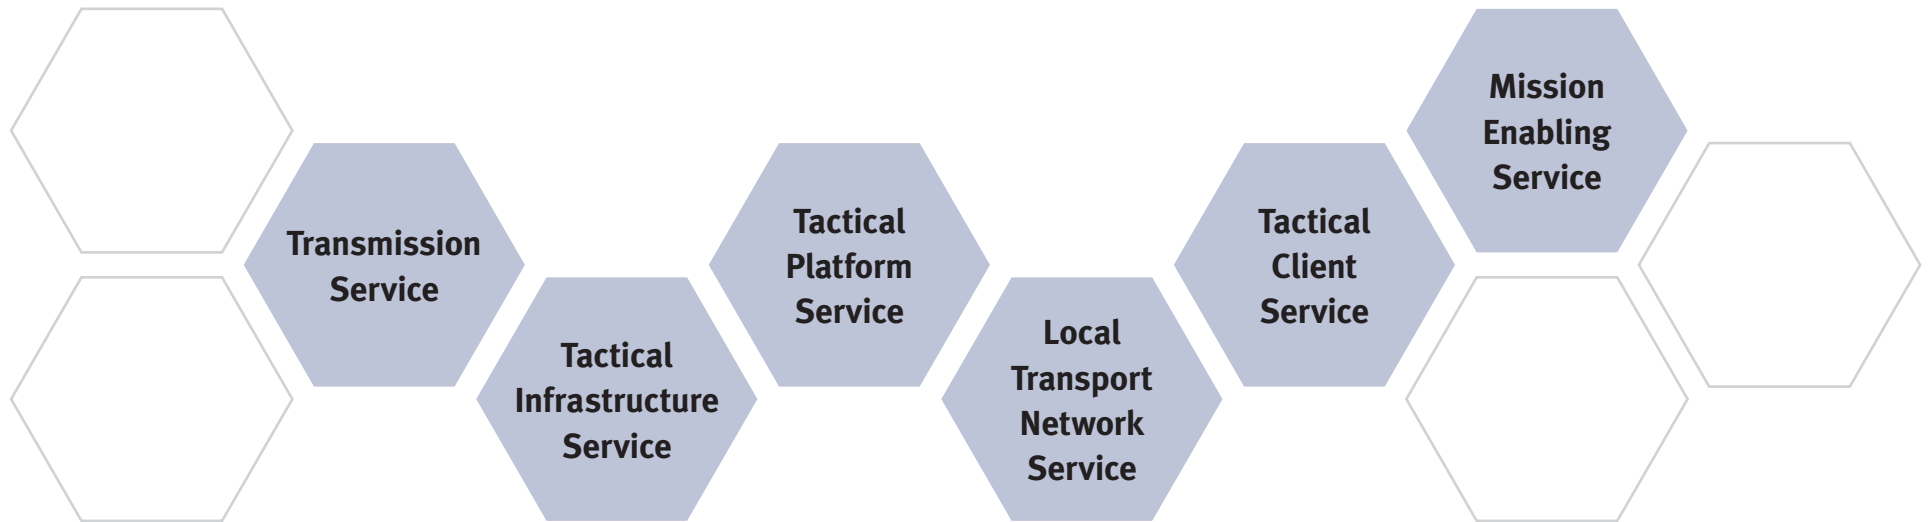 Transmission
Service
Tactical
Infrastructure
Service
Tactical
Platform
Service
Local
Transport
Network
Service
Tactical
Client
Service
Mission
Enabling
Service